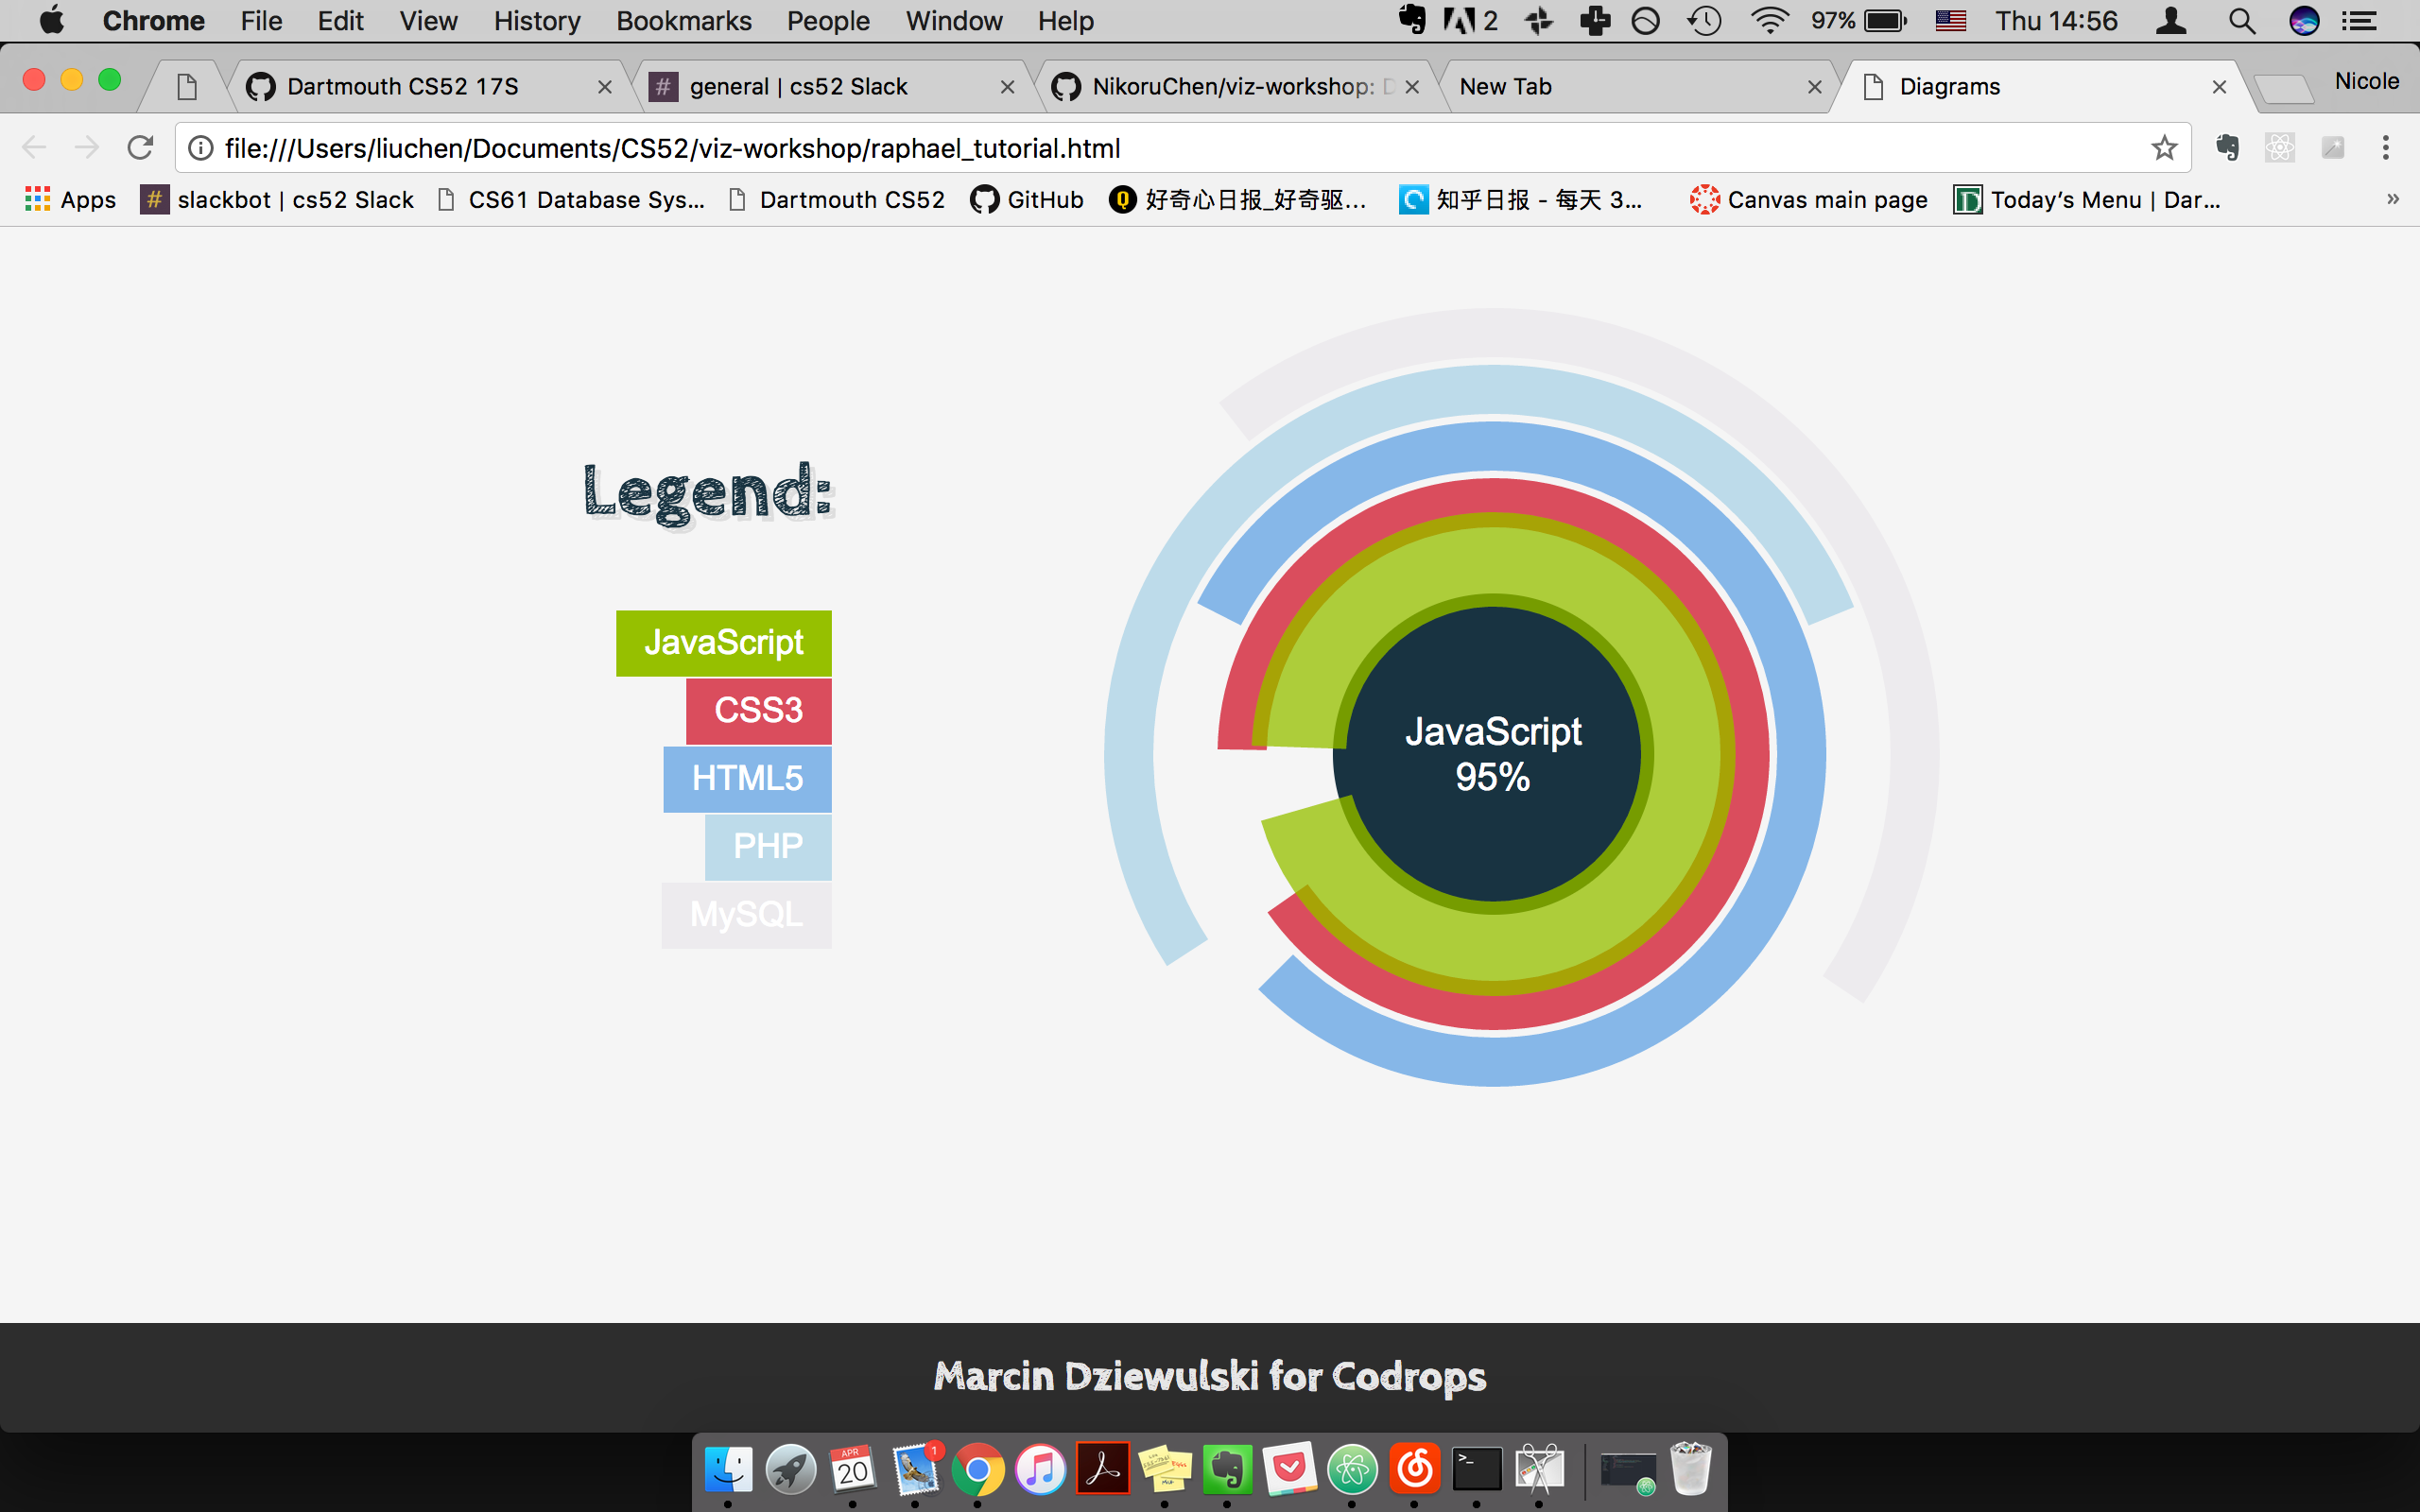 Chrome File Edit View History Bookmarks People Window Help 2 97% Thu 14:56
Dartmouth CS52 17S # general | cs52 Slack NikoruChen/viz-workshop: D New Tab Diagrams Nicole
file:///Users/liuchen/Documents/CS52/viz-workshop/raphael_tutorial.html
Apps # slackbot | cs52 Slack CS61 Database Sys... Dartmouth CS52 GitHub Q 好奇心日报_好奇驱... 知乎日报 - 每天 3... Canvas main page D Today's Menu | Dar... »
Legend:
JavaScript
CSS3
HTML5
PHP
MySQL
JavaScript
95%
Marcin Dziewulski for Codrops
APR
20
1
>_